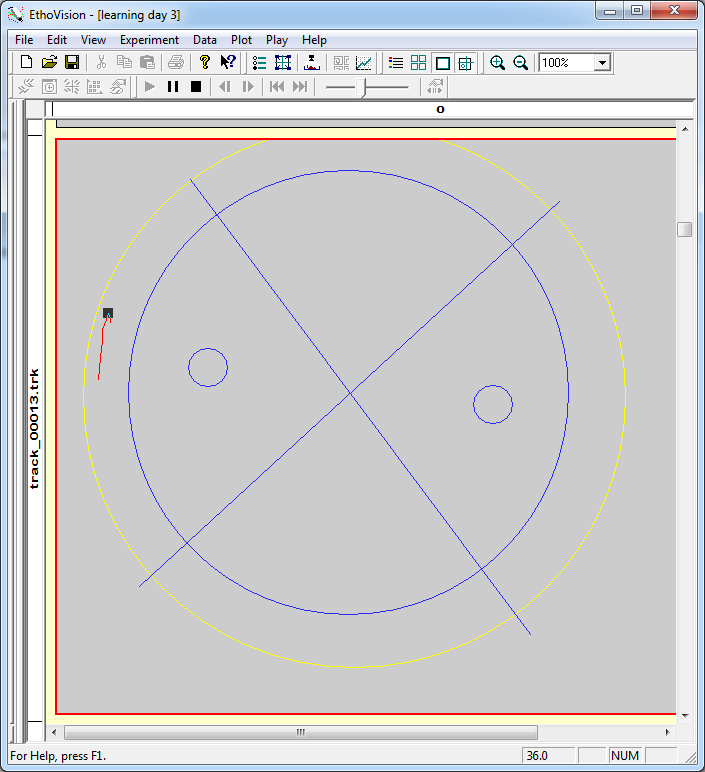 EthoVision - [learning day 3]
File Edit View Experiment Data Plot Play Help
100%
o
track_00013.trk
For Help, press F1.
36.0
NUM